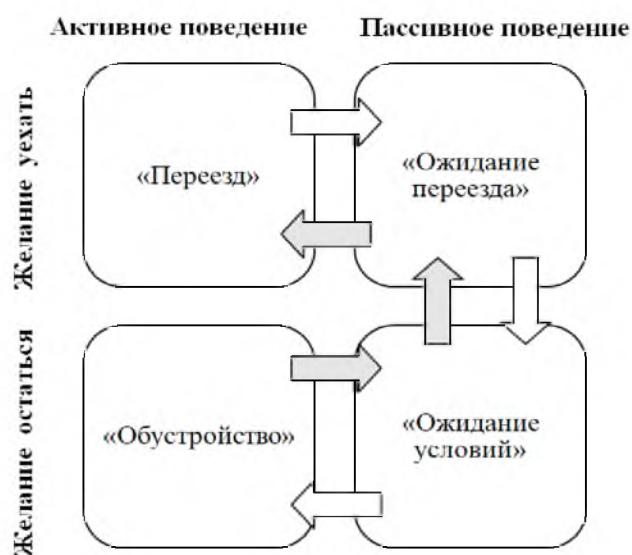 Активное поведение
Пассивное поведение
Желание уехать
«Переезд»
«Ожидание
переезда»
Желание остаться
«Обустройство»
«Ожидание
условий»